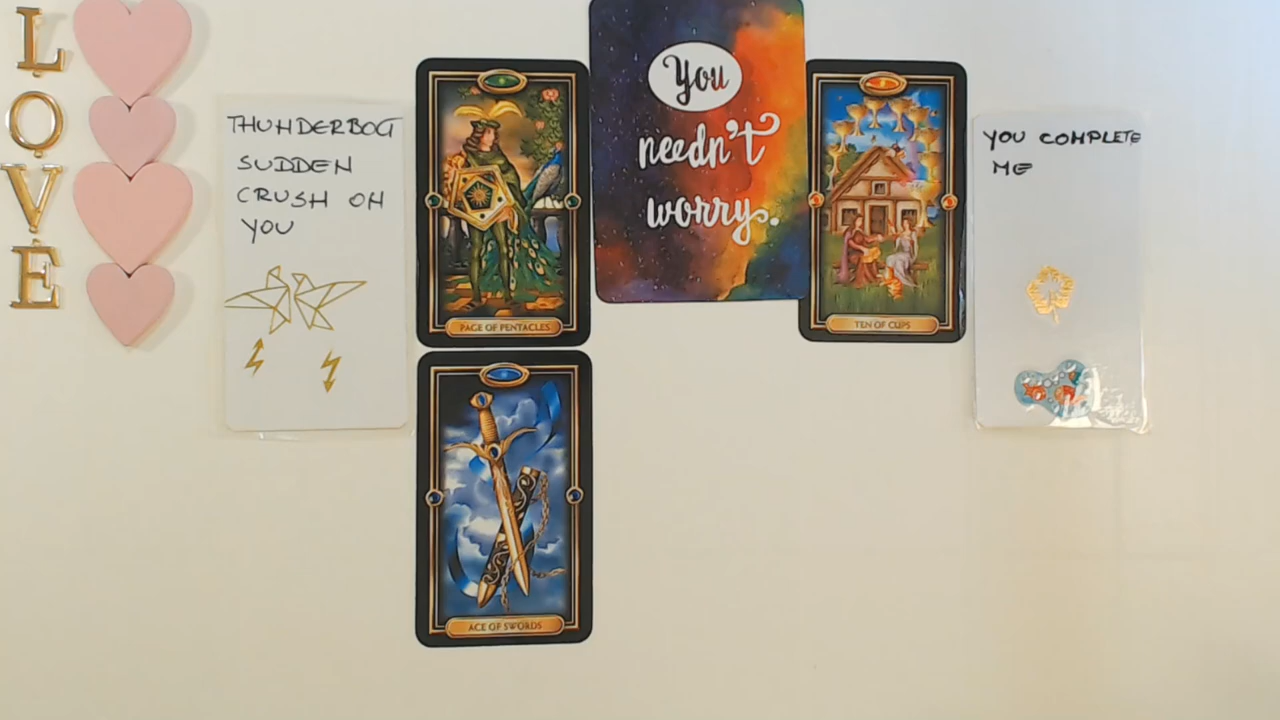 LOVE
THUNDERBOGT
SUDDEN
CRUSH ON
YOU
PAGE OF PENTACLES
ACE OF SWORDS
You
needn't
worry.
TEN OF CUPS
YOU COMPLETE
ME